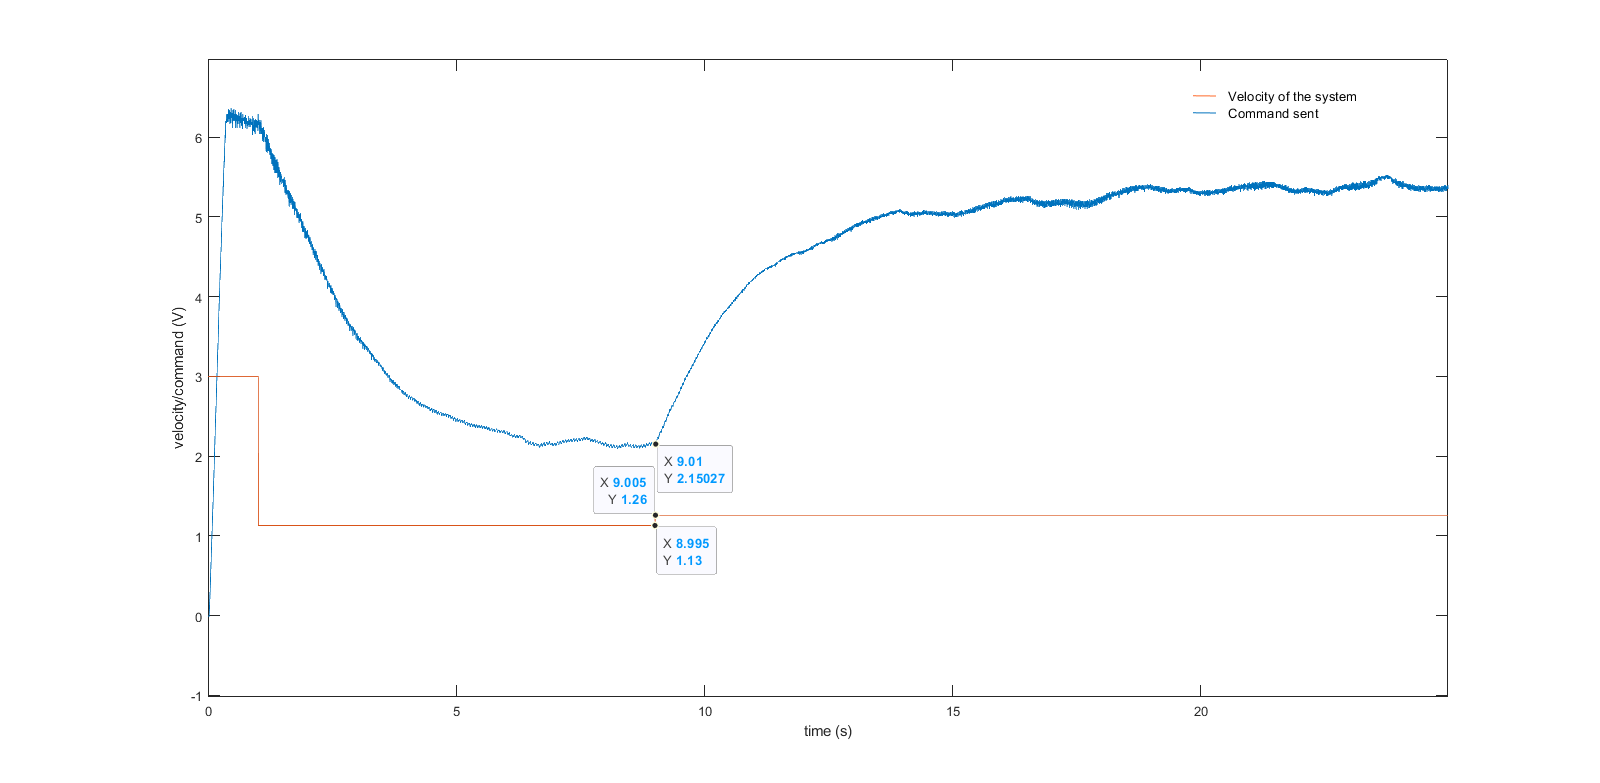 Velocity of the system
Command sent
6
5
4
3
2
1
0
-1
velocity/command (V)
X 9.01
Y 2.15027
X 9.005
Y 1.26
X 8.995
Y 1.13
0
5
10
15
20
time (s)